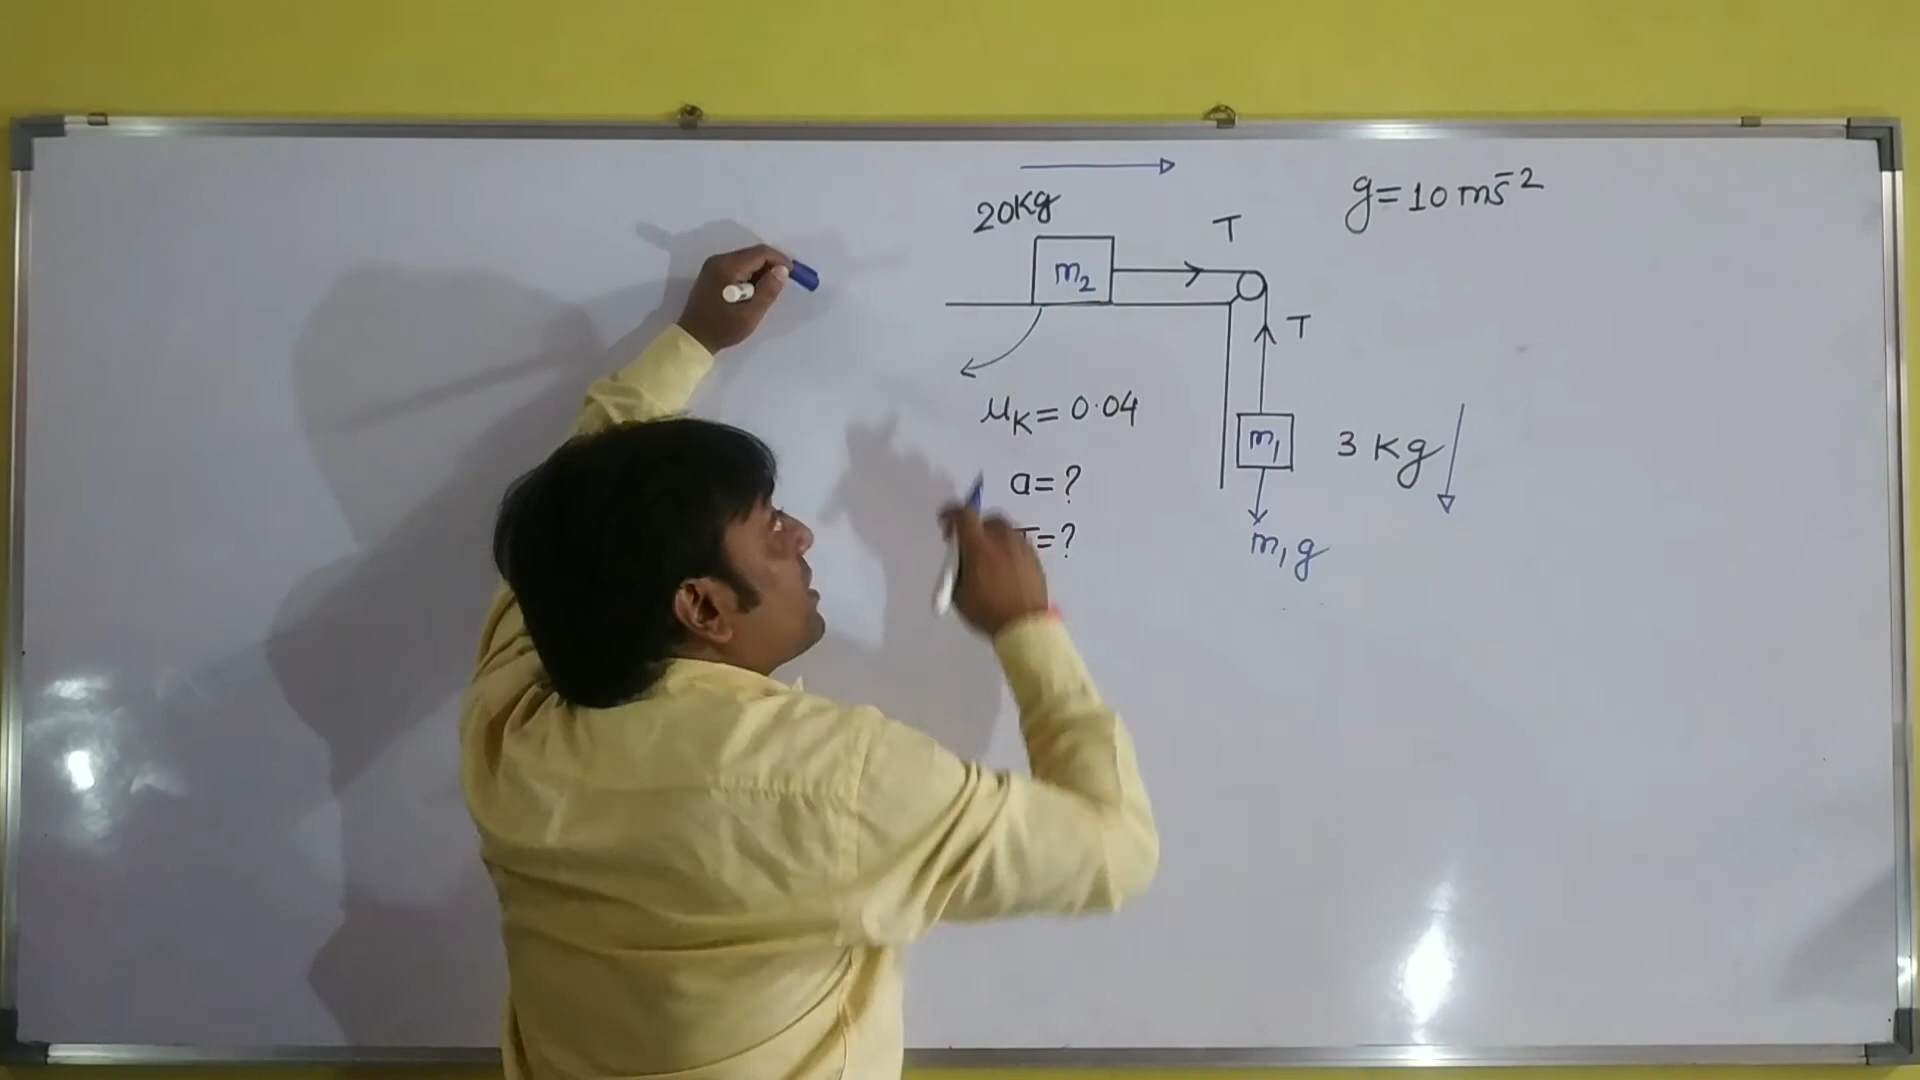 20Kg
g=10 ms⁻²
T
m₂
T
μK=0.04
m₁
3 Kg
a=?
=?
m₁g